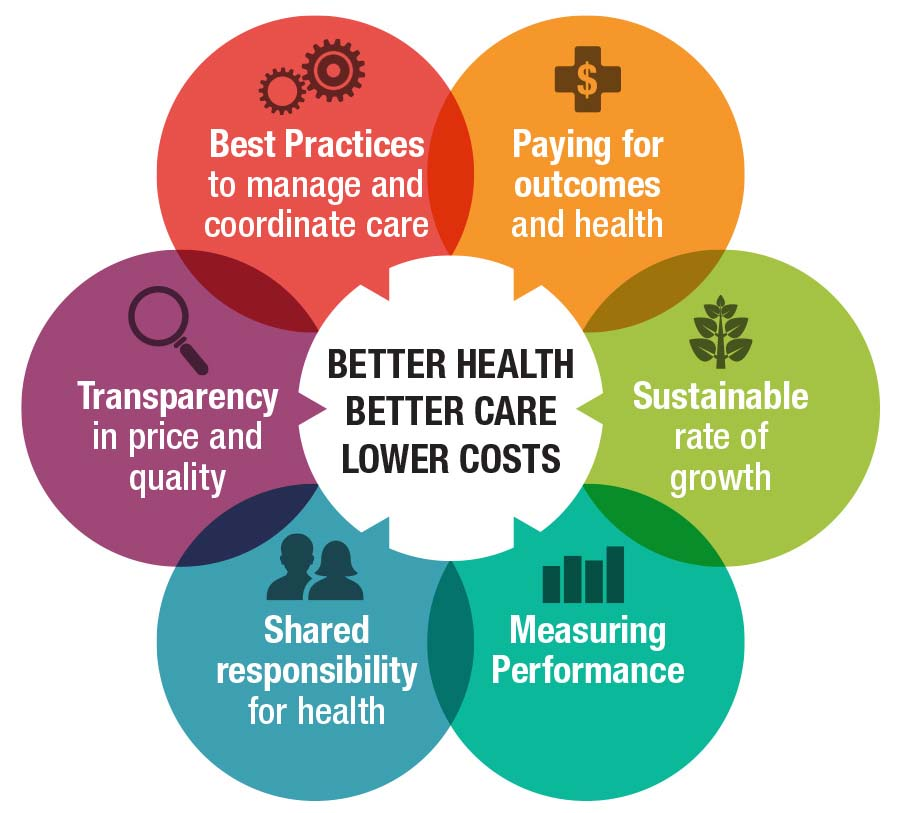 Best Practices
to manage and
coordinate care
$
Paying for
outcomes
and health
Transparency
in price and
quality
BETTER HEALTH
BETTER CARE
LOWER COSTS
Sustainable
rate of
growth
Shared
responsibility
for health
Measuring
Performance